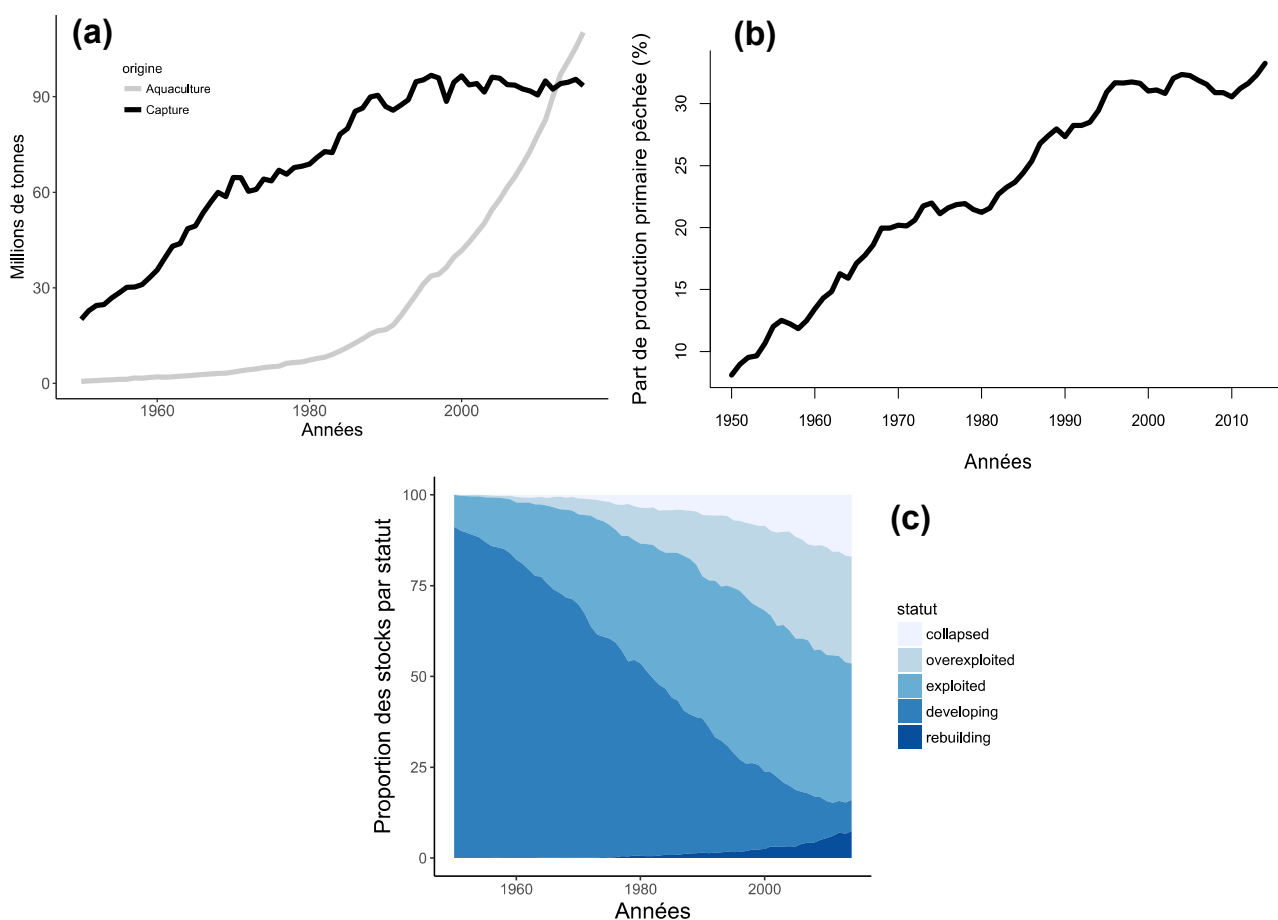 (a)
origine
Aquaculture
Capture
Millions de tonnes
90
60
30
0
1960
1980
2000
Années
(b)
Part de production primaire pêchée (%)
30
25
20
15
10
1950
1960
1970
1980
1990
2000
2010
Années
(c)
Proportion des stocks par statut
100
75
50
25
0
1960
1980
2000
Années
statut
collapsed
overexploited
exploited
developing
rebuilding